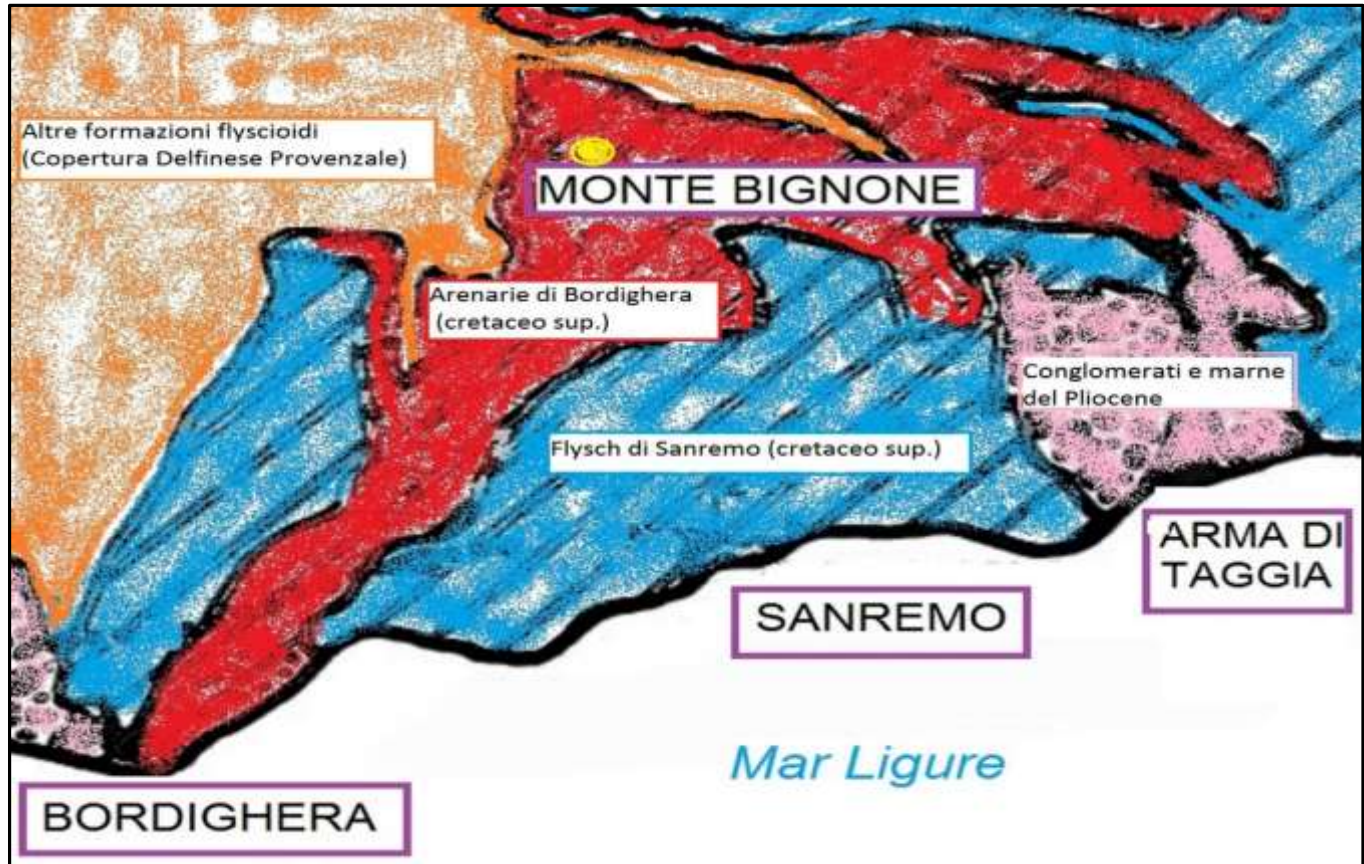 Altre formazioni flyscioidi
(Copertura Delfinese Provenzale)
MONTE BIGNONE
Arenarie di Bordighera
(cretaceo sup.)
Conglomerati e marne
del Pliocene
Flysch di Sanremo (cretaceo sup.)
ARMA DI
TAGGIA
SANREMO
Mar Ligure
BORDIGHERA